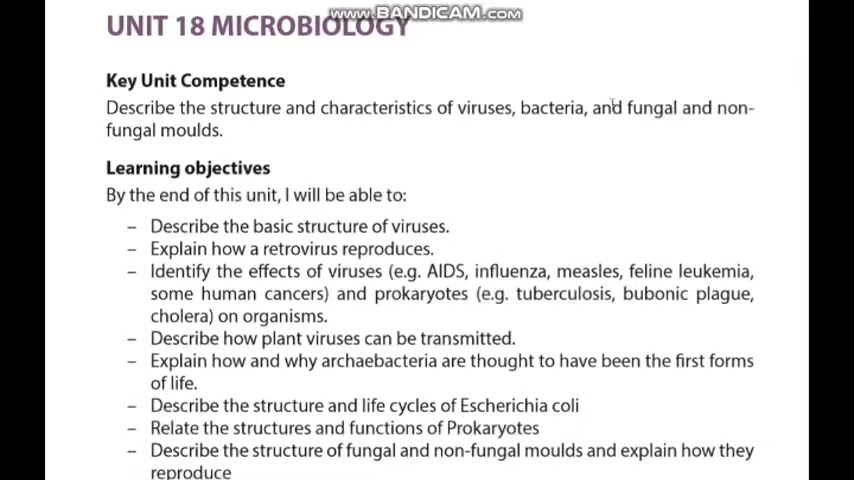 www.BANDICAM.com
UNIT 18 MICROBIOLOGY
Key Unit Competence
Describe the structure and characteristics of viruses, bacteria, and fungal and non-
fungal moulds.
Learning objectives
By the end of this unit, I will be able to:
– Describe the basic structure of viruses.
– Explain how a retrovirus reproduces.
– Identify the effects of viruses (e.g. AIDS, influenza, measles, feline leukemia,
some human cancers) and prokaryotes (e.g. tuberculosis, bubonic plague,
cholera) on organisms.
– Describe how plant viruses can be transmitted.
– Explain how and why archaebacteria are thought to have been the first forms
of life.
– Describe the structure and life cycles of Escherichia coli
– Relate the structures and functions of Prokaryotes
– Describe the structure of fungal and non-fungal moulds and explain how they
reproduce